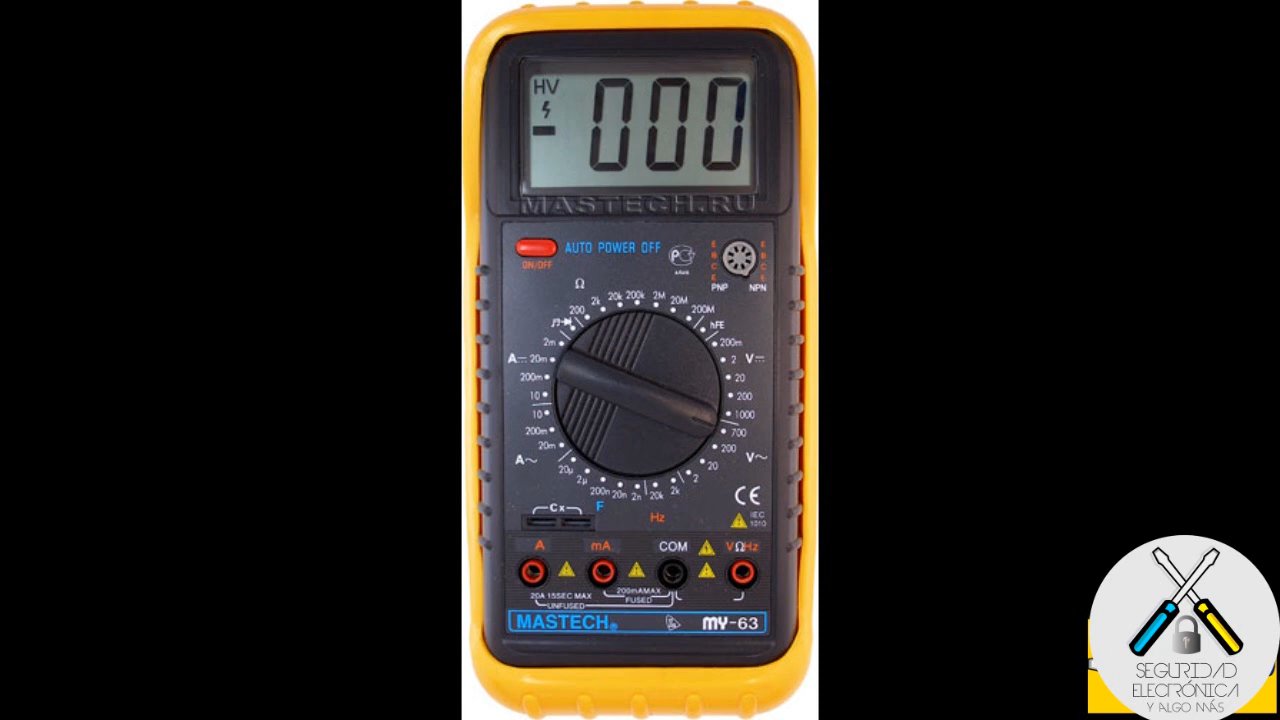 HV
- 000
MASTECH.RU
AUTO POWER OFF
ON/OFF
E
B
C
E
PNP
E
B
C
E
NPN
Ω
200
2k
20k
200k
2M
20M
200M
hFE
200m
2
V
20
200
1000
700
200
V~
20
2
2k
20k
Hz
2n
20n
200n
F
2µ
20µ
20m
A~
200m
10
10
200m
A
20m
2m
Cx
CE
IEC
1010
A
mA
COM
VΩHz
20A 15SEC MAX
UNFUSED
200mAMAX
FUSED
MASTECH®
MY-63
SEGURIDAD
ELECTRÓNICA
Y ALGO MÁS